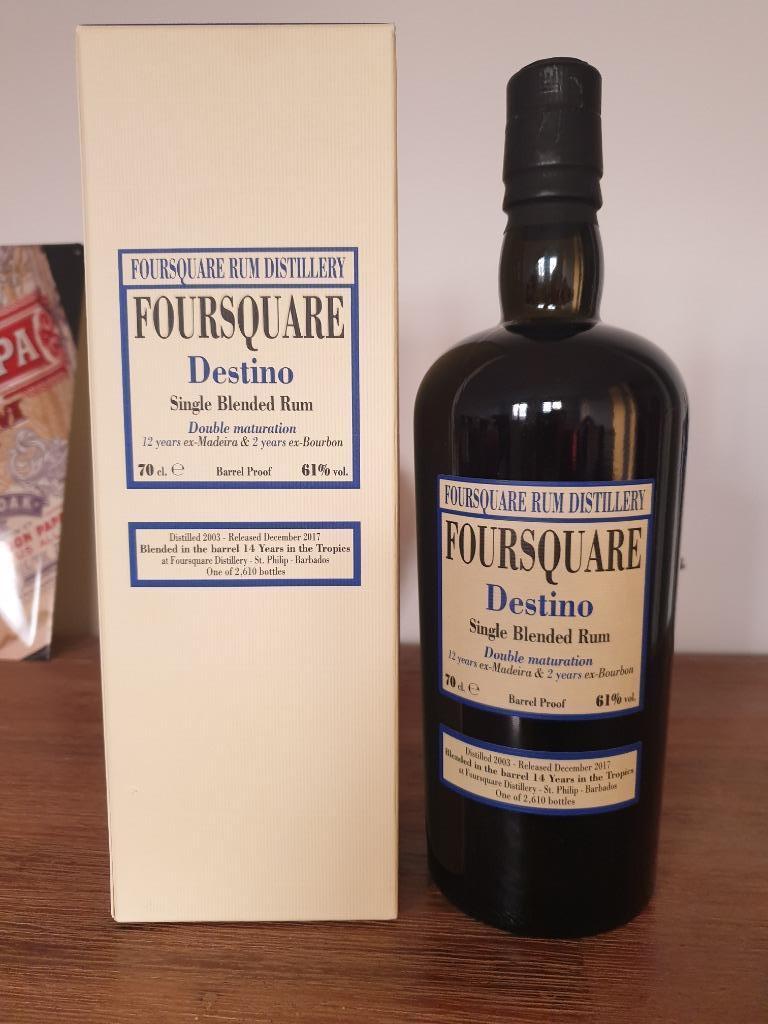 FOURSQUARE RUM DISTILLERY
FOURSQUARE
Destino
Single Blended Rum
Double maturation
12 years ex-Madeira & 2 years ex-Bourbon
70 cl. ℮ Barrel Proof 61% vol.
Distilled 2003 - Released December 2017
Blended in the barrel 14 Years in the Tropics
at Foursquare Distillery - St. Philip - Barbados
One of 2,610 bottles
FOURSQUARE RUM DISTILLERY
FOURSQUARE
Destino
Single Blended Rum
Double maturation
12 years ex-Madeira & 2 years ex-Bourbon
70 cl. ℮ Barrel Proof 61% vol.
Distilled 2003 - Released December 2017
Blended in the barrel 14 Years in the Tropics
at Foursquare Distillery - St. Philip - Barbados
One of 2,610 bottles
PA